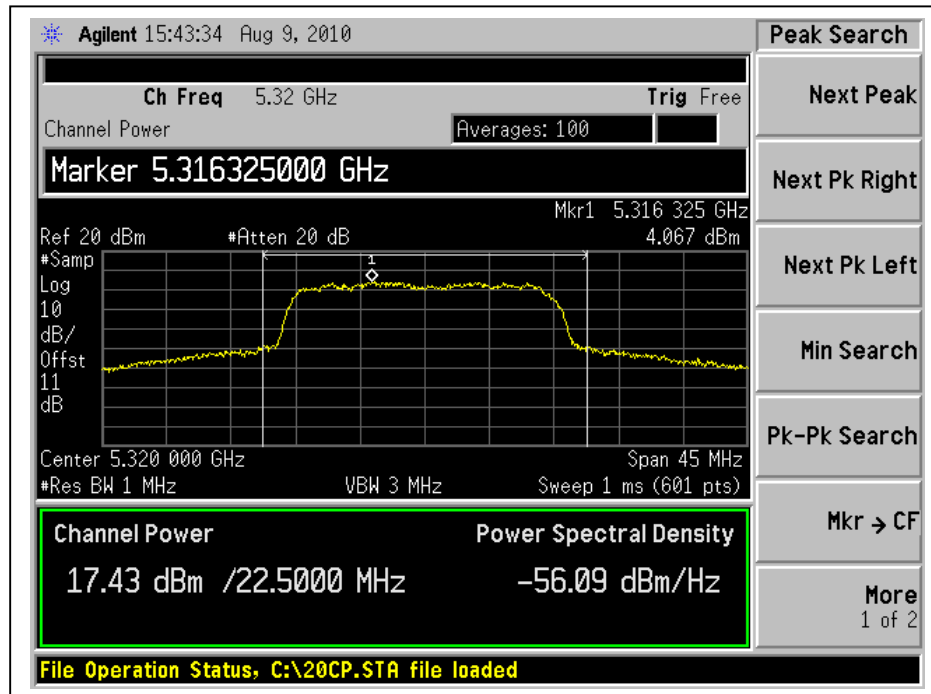 Agilent 15:43:34 Aug 9, 2010
Peak Search
Ch Freq 5.32 GHz
Trig Free
Channel Power
Averages: 100
Marker 5.316325000 GHz
Mkr1 5.316 325 GHz
Ref 20 dBm #Atten 20 dB 4.067 dBm
#Samp
Log
10
dB/
Offst
11
dB
1
Center 5.320 000 GHz Span 45 MHz
#Res BW 1 MHz VBW 3 MHz Sweep 1 ms (601 pts)
Channel Power
Power Spectral Density
17.43 dBm /22.5000 MHz
-56.09 dBm/Hz
File Operation Status, C:\20CP.STA file loaded
Next Peak
Next Pk Right
Next Pk Left
Min Search
Pk-Pk Search
Mkr → CF
More
1 of 2